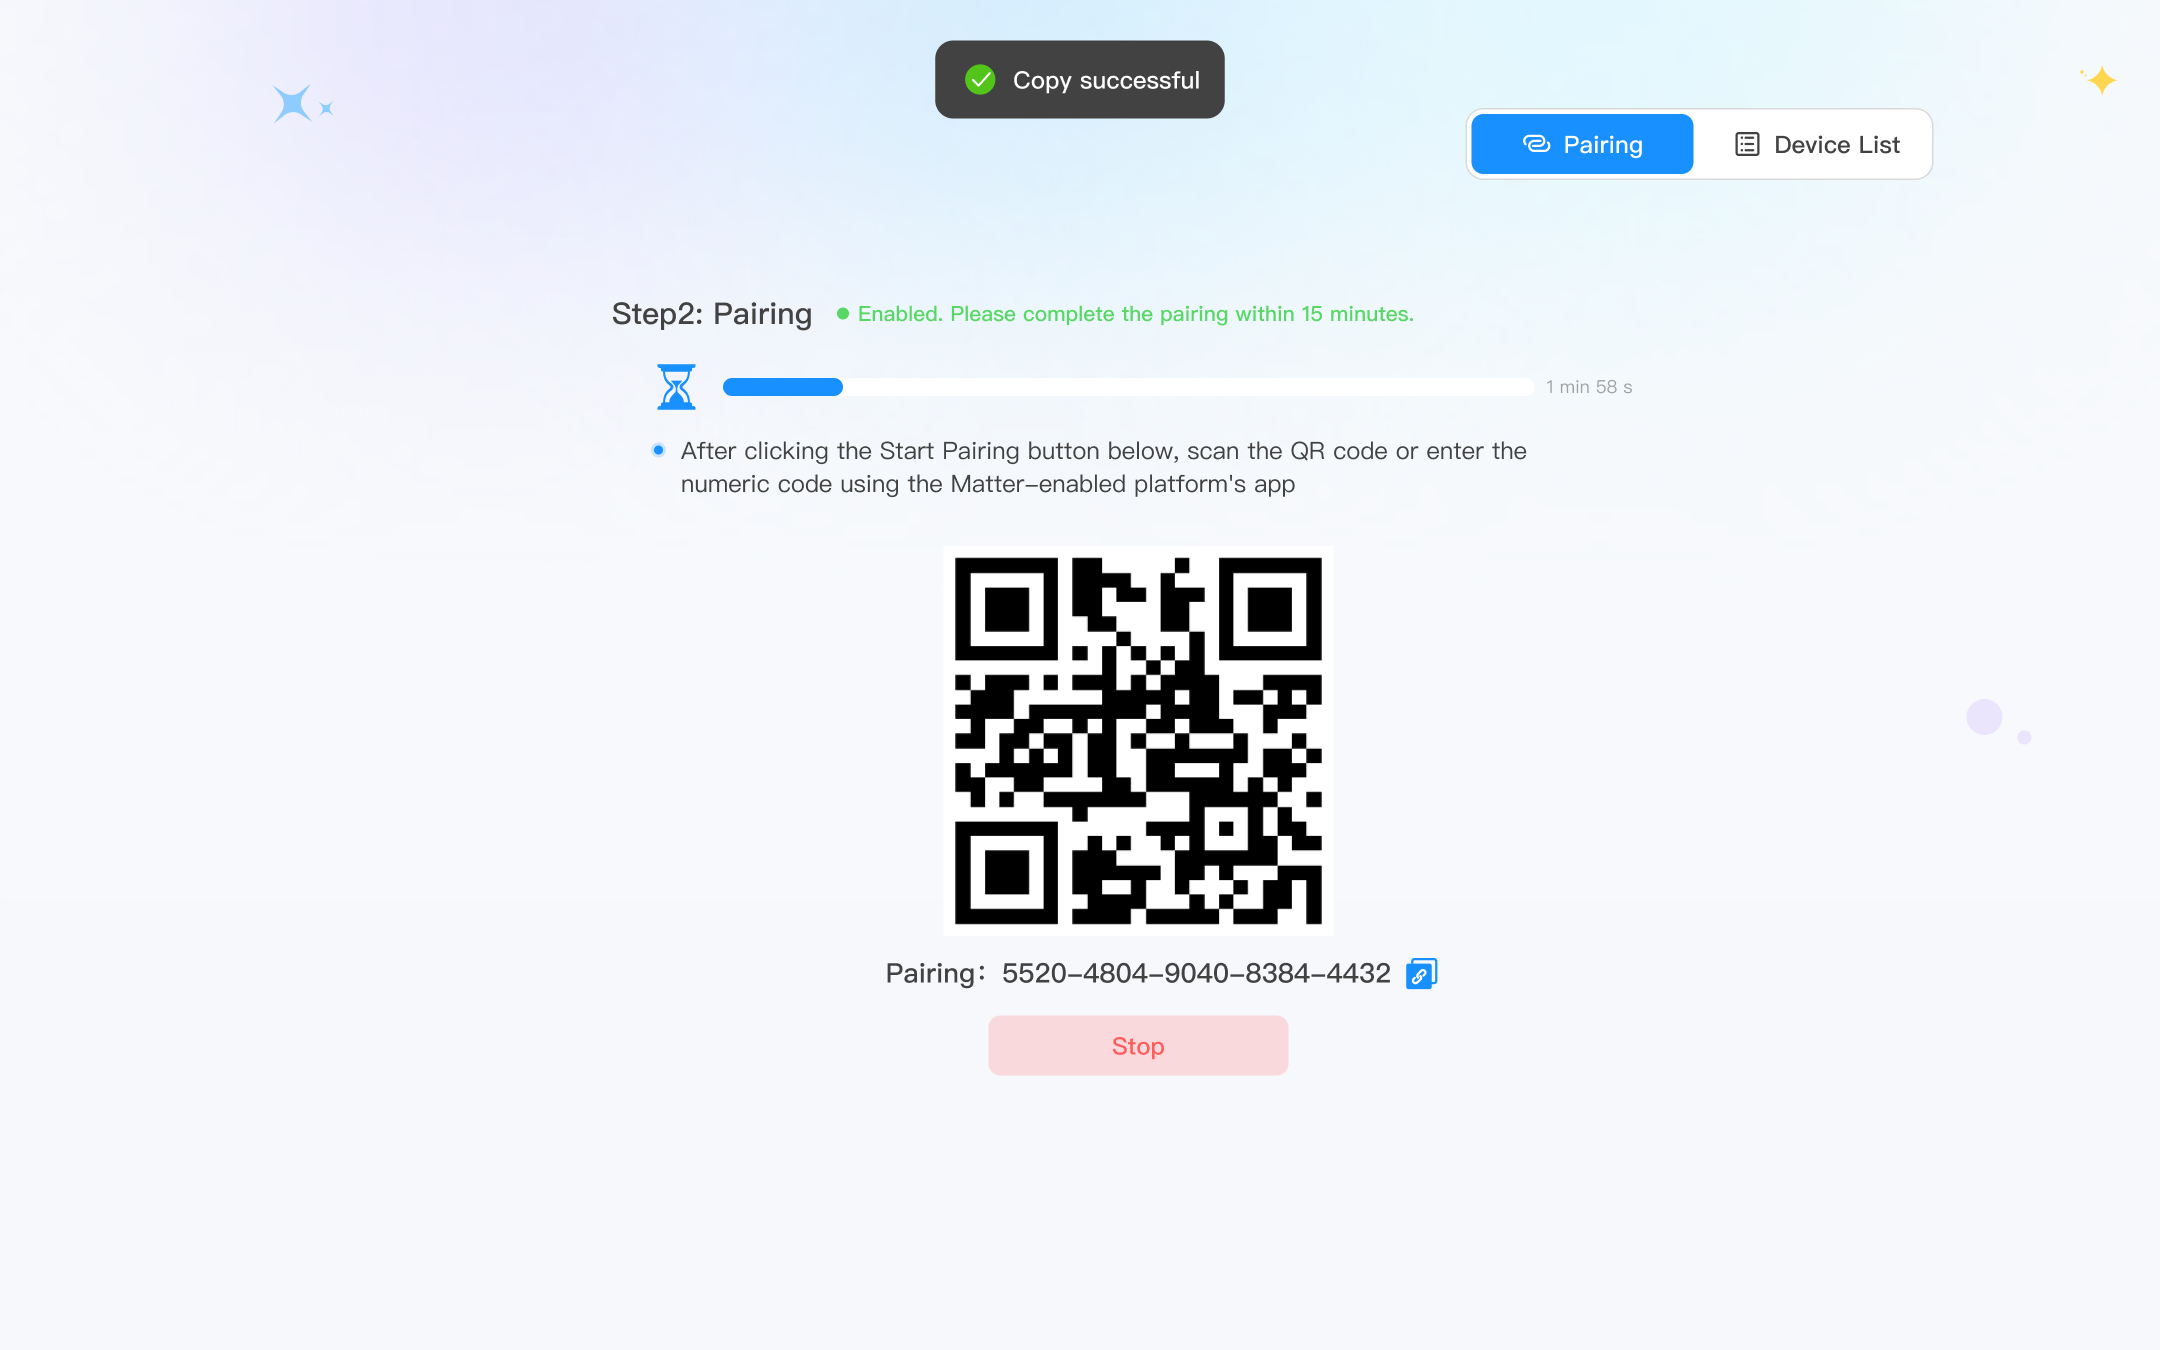 Copy successful
Pairing
Device List
Step2: Pairing
Enabled. Please complete the pairing within 15 minutes.
1 min 58 s
After clicking the Start Pairing button below, scan the QR code or enter the
numeric code using the Matter-enabled platform's app
Pairing: 5520-4804-9040-8384-4432
Stop